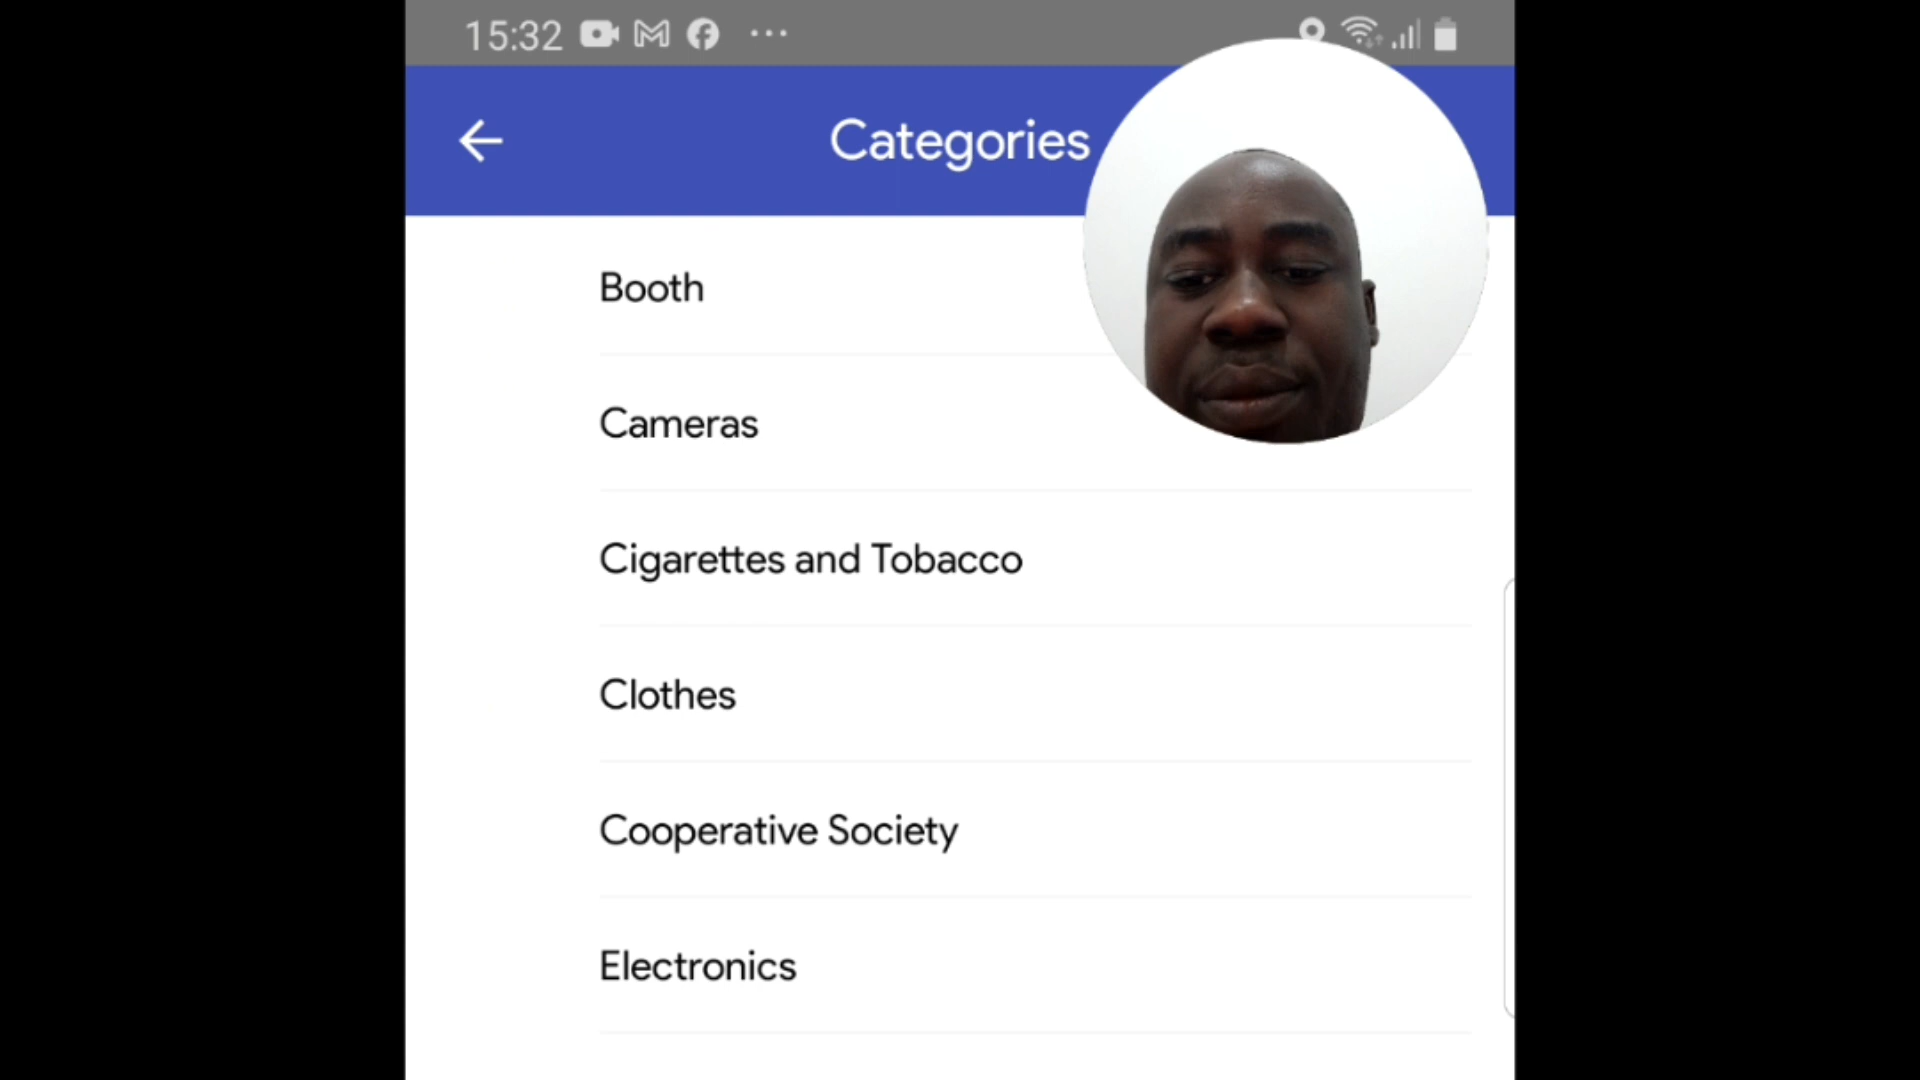 15:32
Categories
Booth
Cameras
Cigarettes and Tobacco
Clothes
Cooperative Society
Electronics